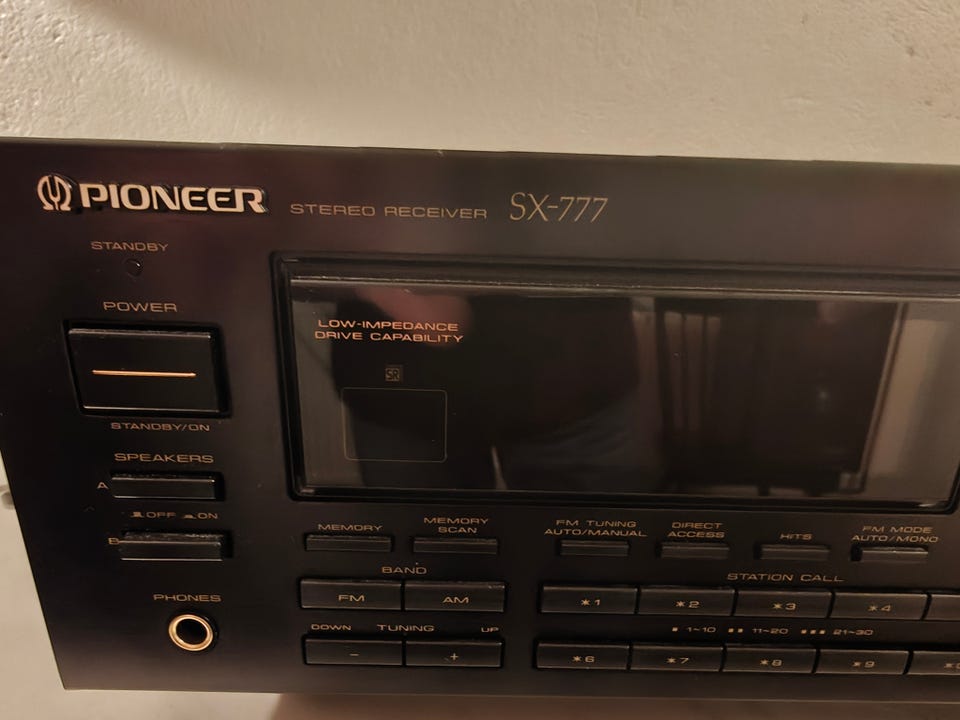 PIONEER STEREO RECEIVER SX-777
STANDBY
POWER
STANDBY/ON
LOW-IMPEDANCE
DRIVE CAPABILITY
SR
SPEAKERS
A
OFF ON
B
PHONES
MEMORY
MEMORY
SCAN
FM TUNING
AUTO/MANUAL
DIRECT
ACCESS
HITS
FM MODE
AUTO/MONO
BAND
FM AM
DOWN TUNING UP
− +
STATION CALL
*1 *2 *3 *4
1~10 11~20 21~30
*6 *7 *8 *9